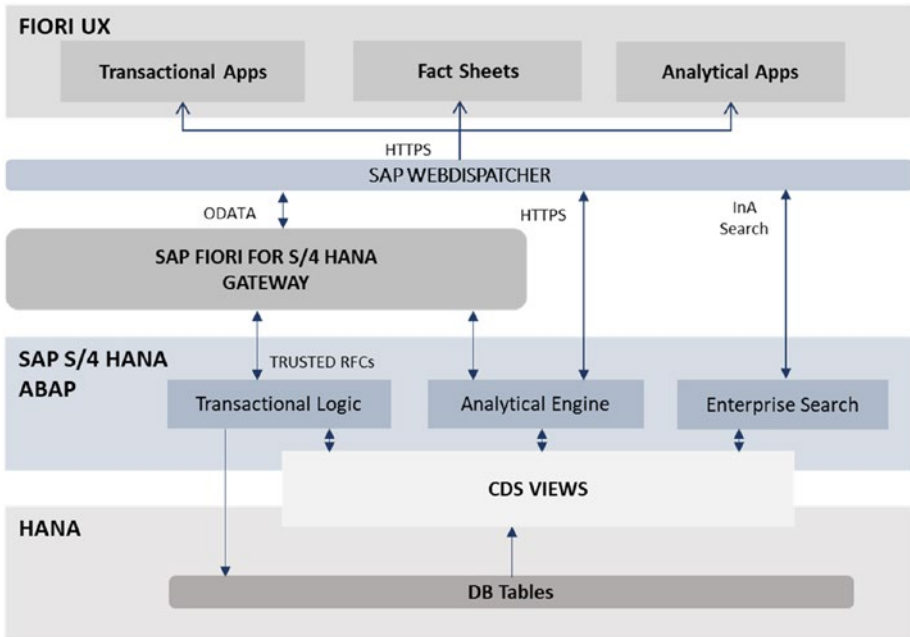 FIORI UX
Transactional Apps
Fact Sheets
Analytical Apps
HTTPS
SAP WEBDISPATCHER
ODATA
HTTPS
InA
Search
SAP FIORI FOR S/4 HANA
GATEWAY
SAP S/4 HANA
ABAP
TRUSTED RFCs
Transactional Logic
Analytical Engine
Enterprise Search
CDS VIEWS
HANA
DB Tables